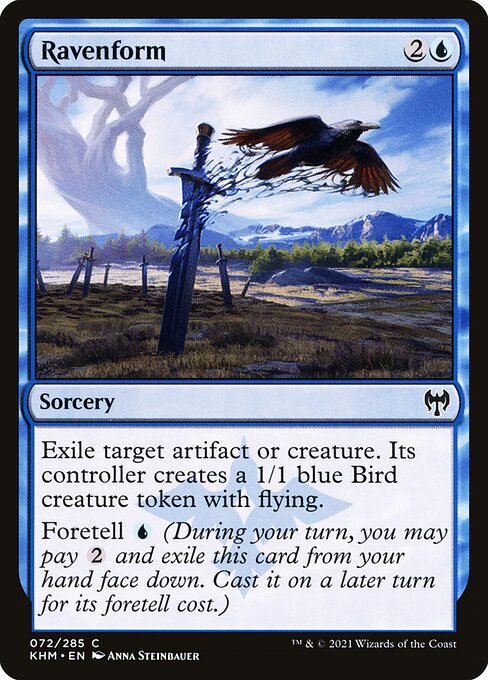 Ravenform 2
Sorcery
Exile target artifact or creature. Its
controller creates a 1/1 blue Bird
creature token with flying.
Foretell (During your turn, you may
pay 2 and exile this card from your
hand face down. Cast it on a later turn
for its foretell cost.)
072/285 C
KHM • EN Anna Steinbauer
™ & © 2021 Wizards of the Coast